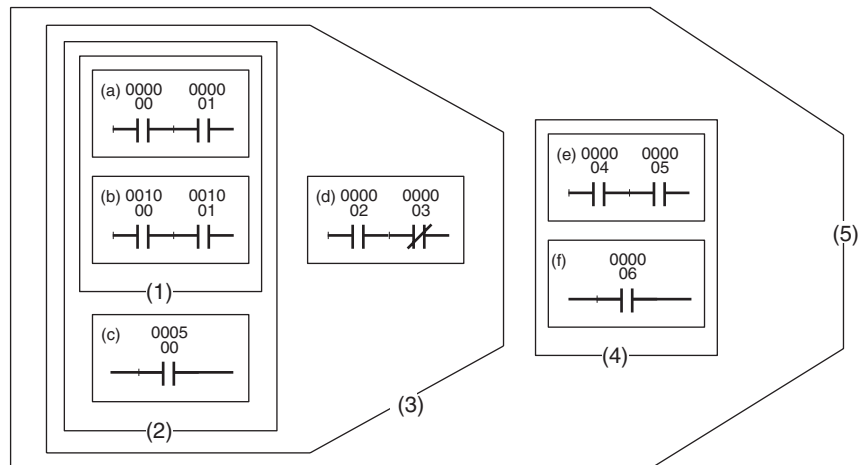 (a) 0000 0000
00 01
(b) 0010 0010
00 01
(1)
(c) 0005
00
(2)
(d) 0000 0000
02 03
(3)
(e) 0000 0000
04 05
(f) 0000
06
(4)
(5)